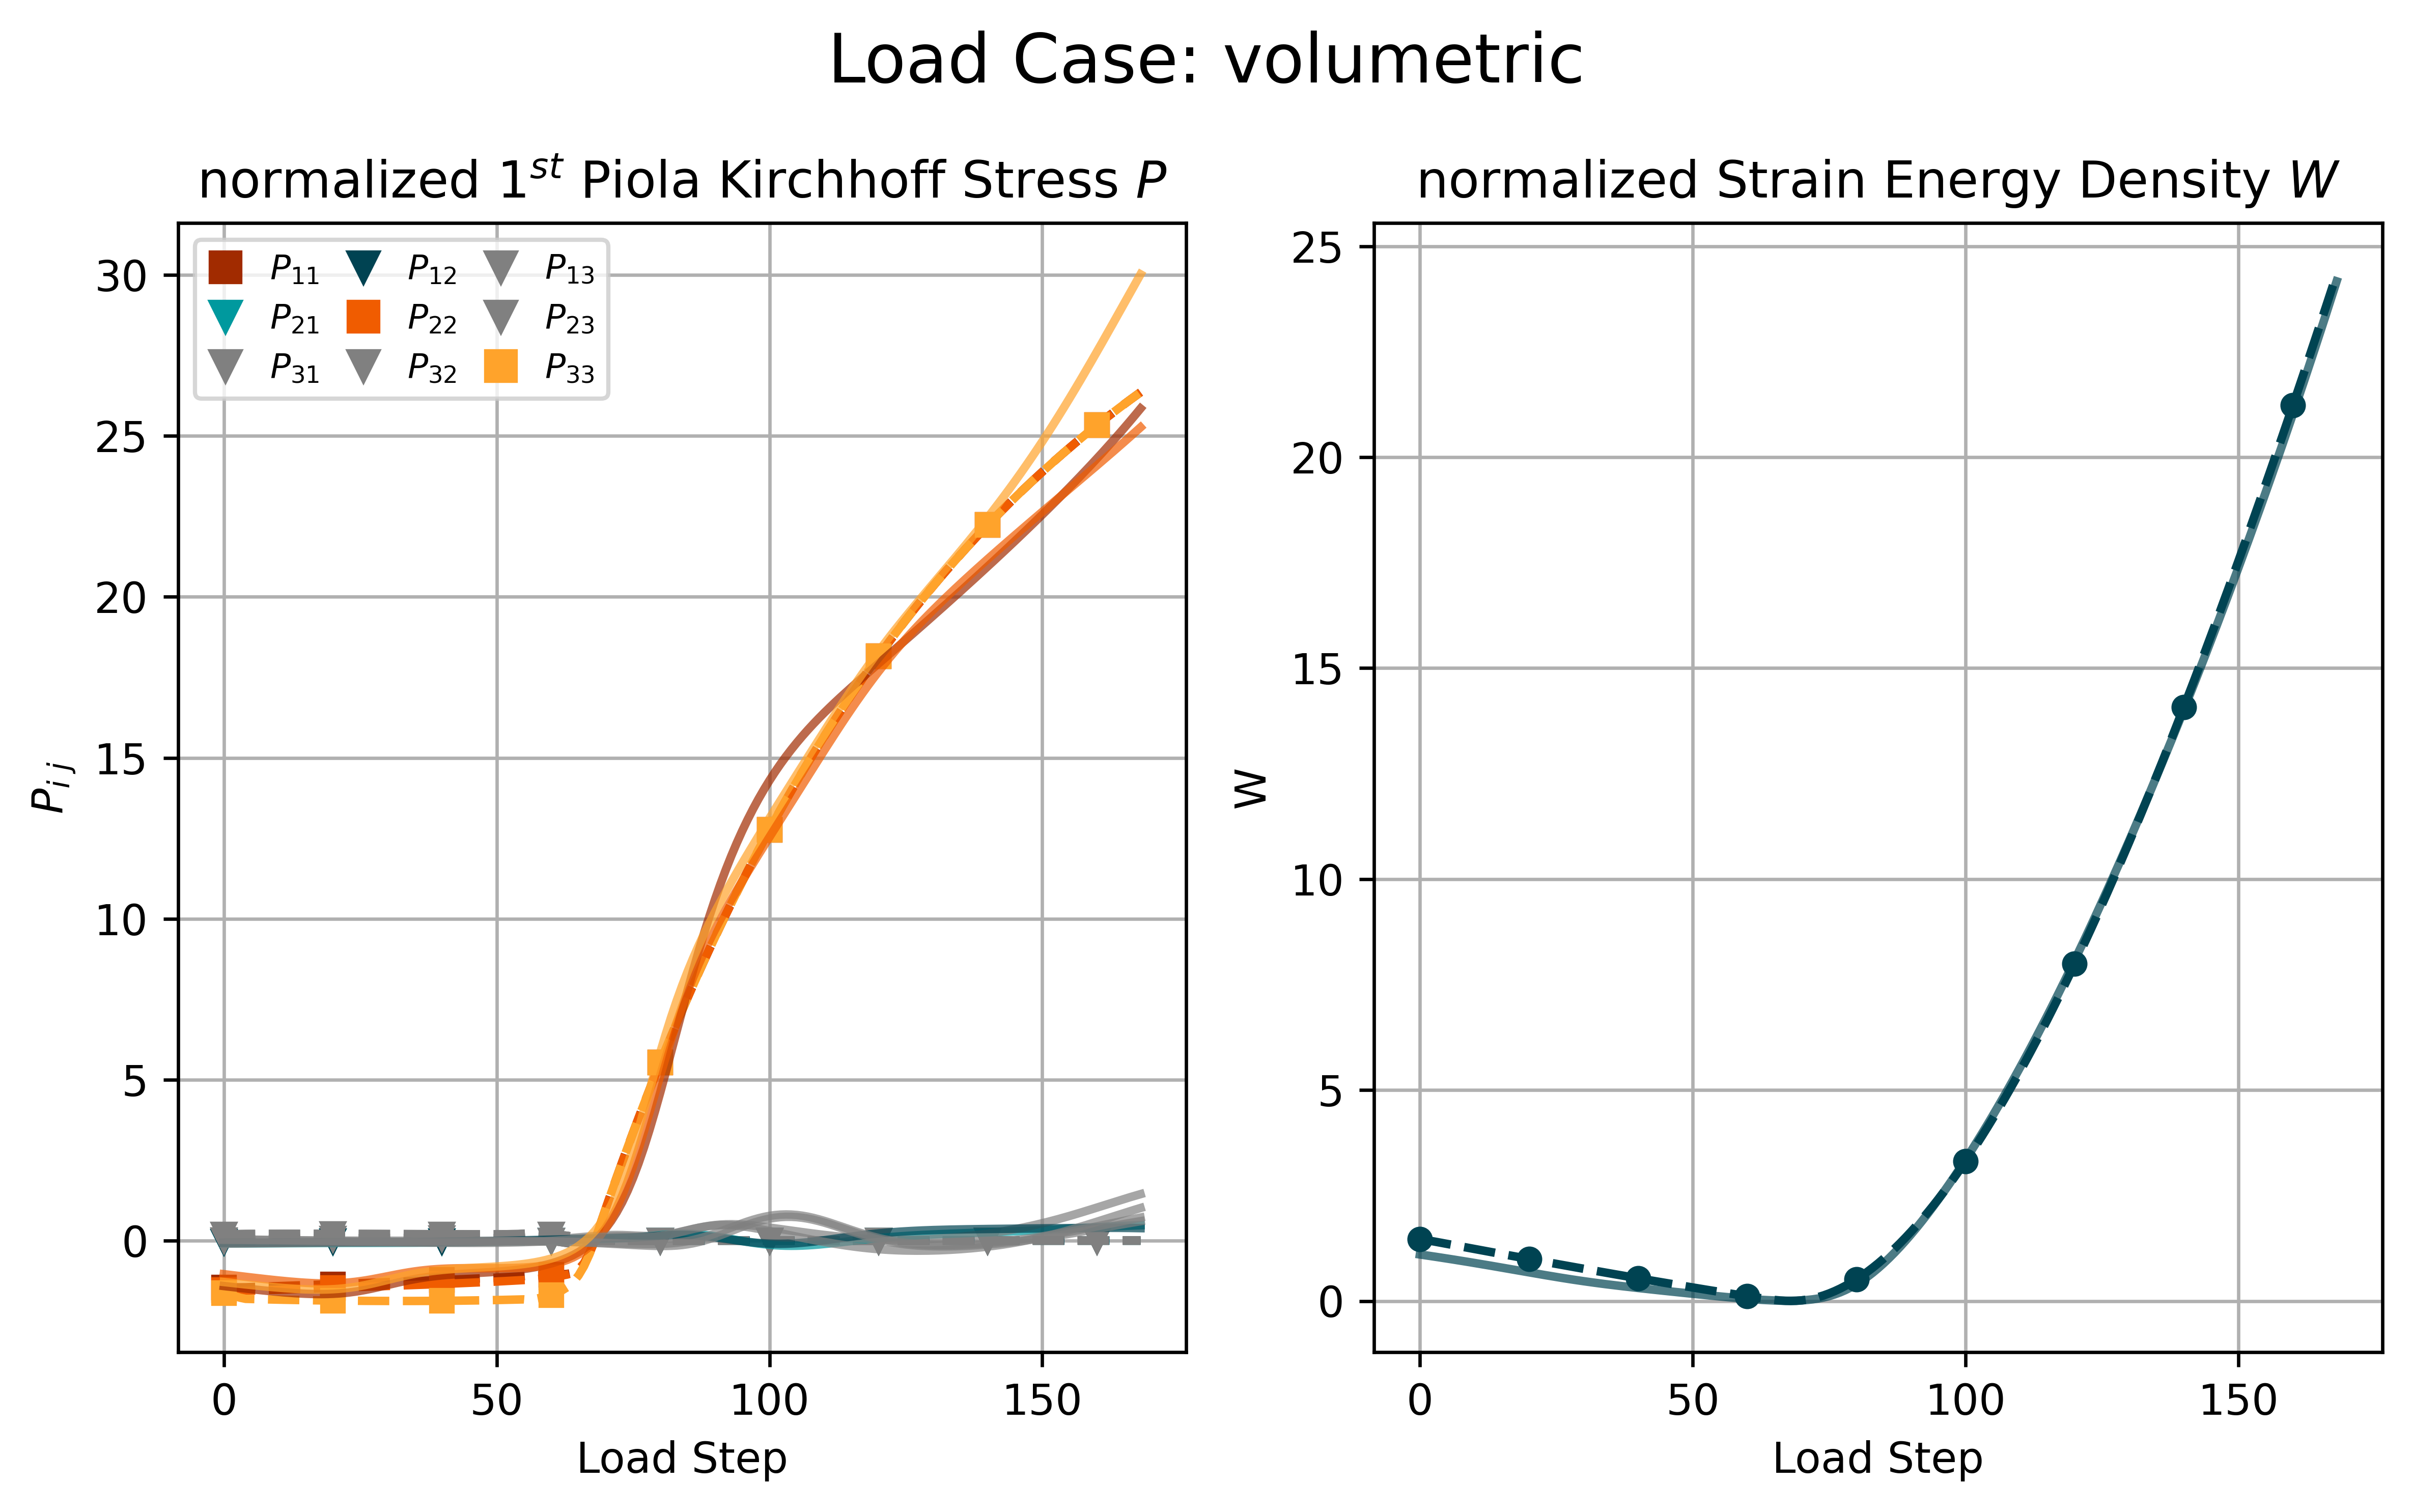 Load Case: volumetric
normalized 1st Piola Kirchhoff Stress P
30
25
20
15
10
5
0
P11 P12 P13
P21 P22 P23
P31 P32 P33
Pi j
0 50 100 150
Load Step
normalized Strain Energy Density W
25
20
15
10
5
0
W
0 50 100 150
Load Step